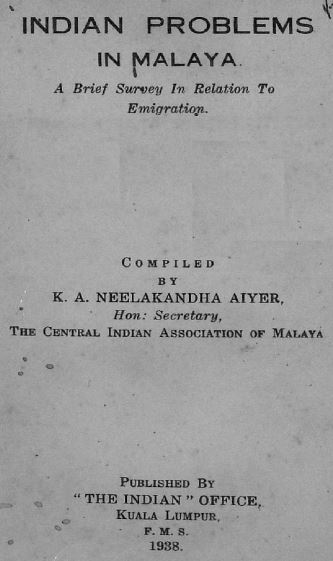 INDIAN PROBLEMS
IN MALAYA.
A Brief Survey In Relation To
Emigration.
COMPILED
BY
K. A. NEELAKANDHA AIYER,
Hon: Secretary,
THE CENTRAL INDIAN ASSOCIATION OF MALAYA
PUBLISHED BY
"THE INDIAN" OFFICE,
KUALA LUMPUR,
F. M. S.
1938.